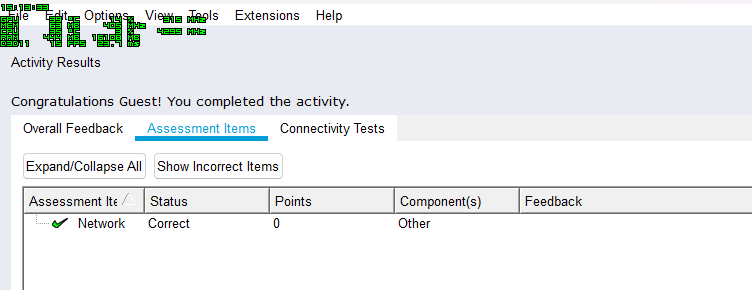 File Edit Options View Tools Extensions Help
Activity Results
Congratulations Guest! You completed the activity.
Overall Feedback Assessment Items Connectivity Tests
Expand/Collapse All Show Incorrect Items
Assessment Ite Status Points Component(s) Feedback
Network Correct 0 Other